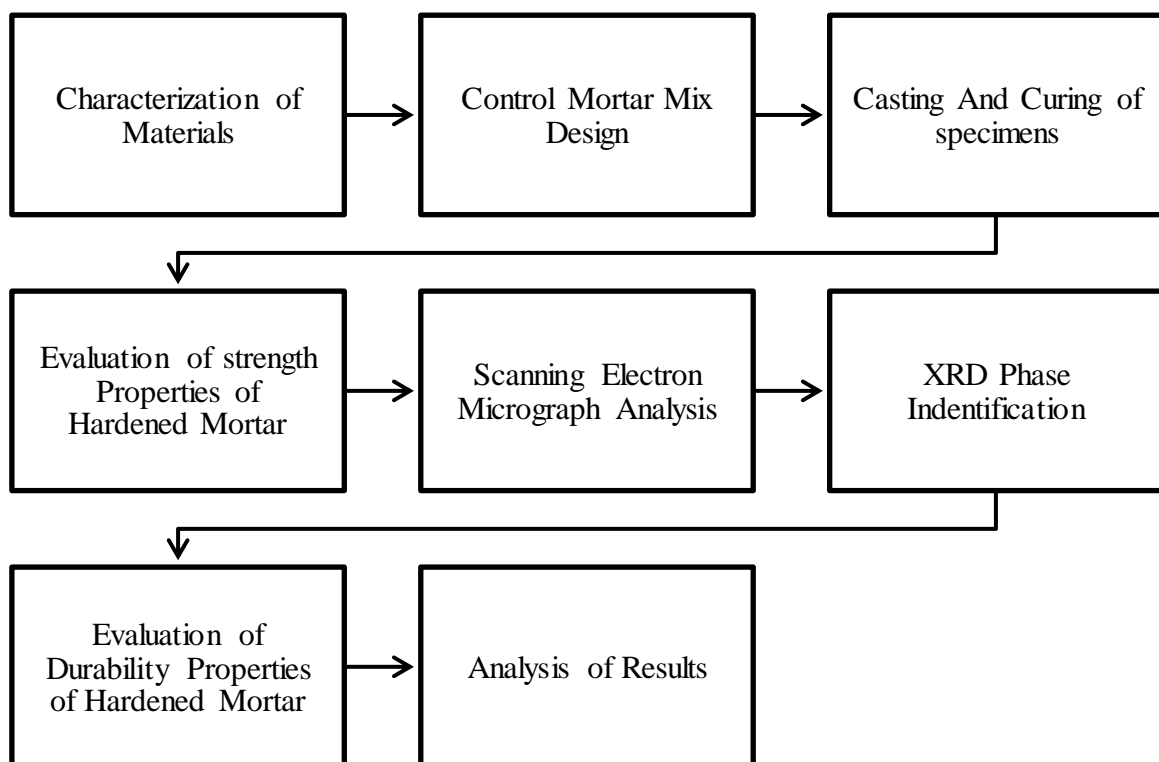 Characterization of
Materials
Control Mortar Mix
Design
Casting And Curing of
specimens
Evaluation of strength
Properties of
Hardened Mortar
Scanning Electron
Micrograph Analysis
XRD Phase
Indentification
Evaluation of
Durability Properties
of Hardened Mortar
Analysis of Results